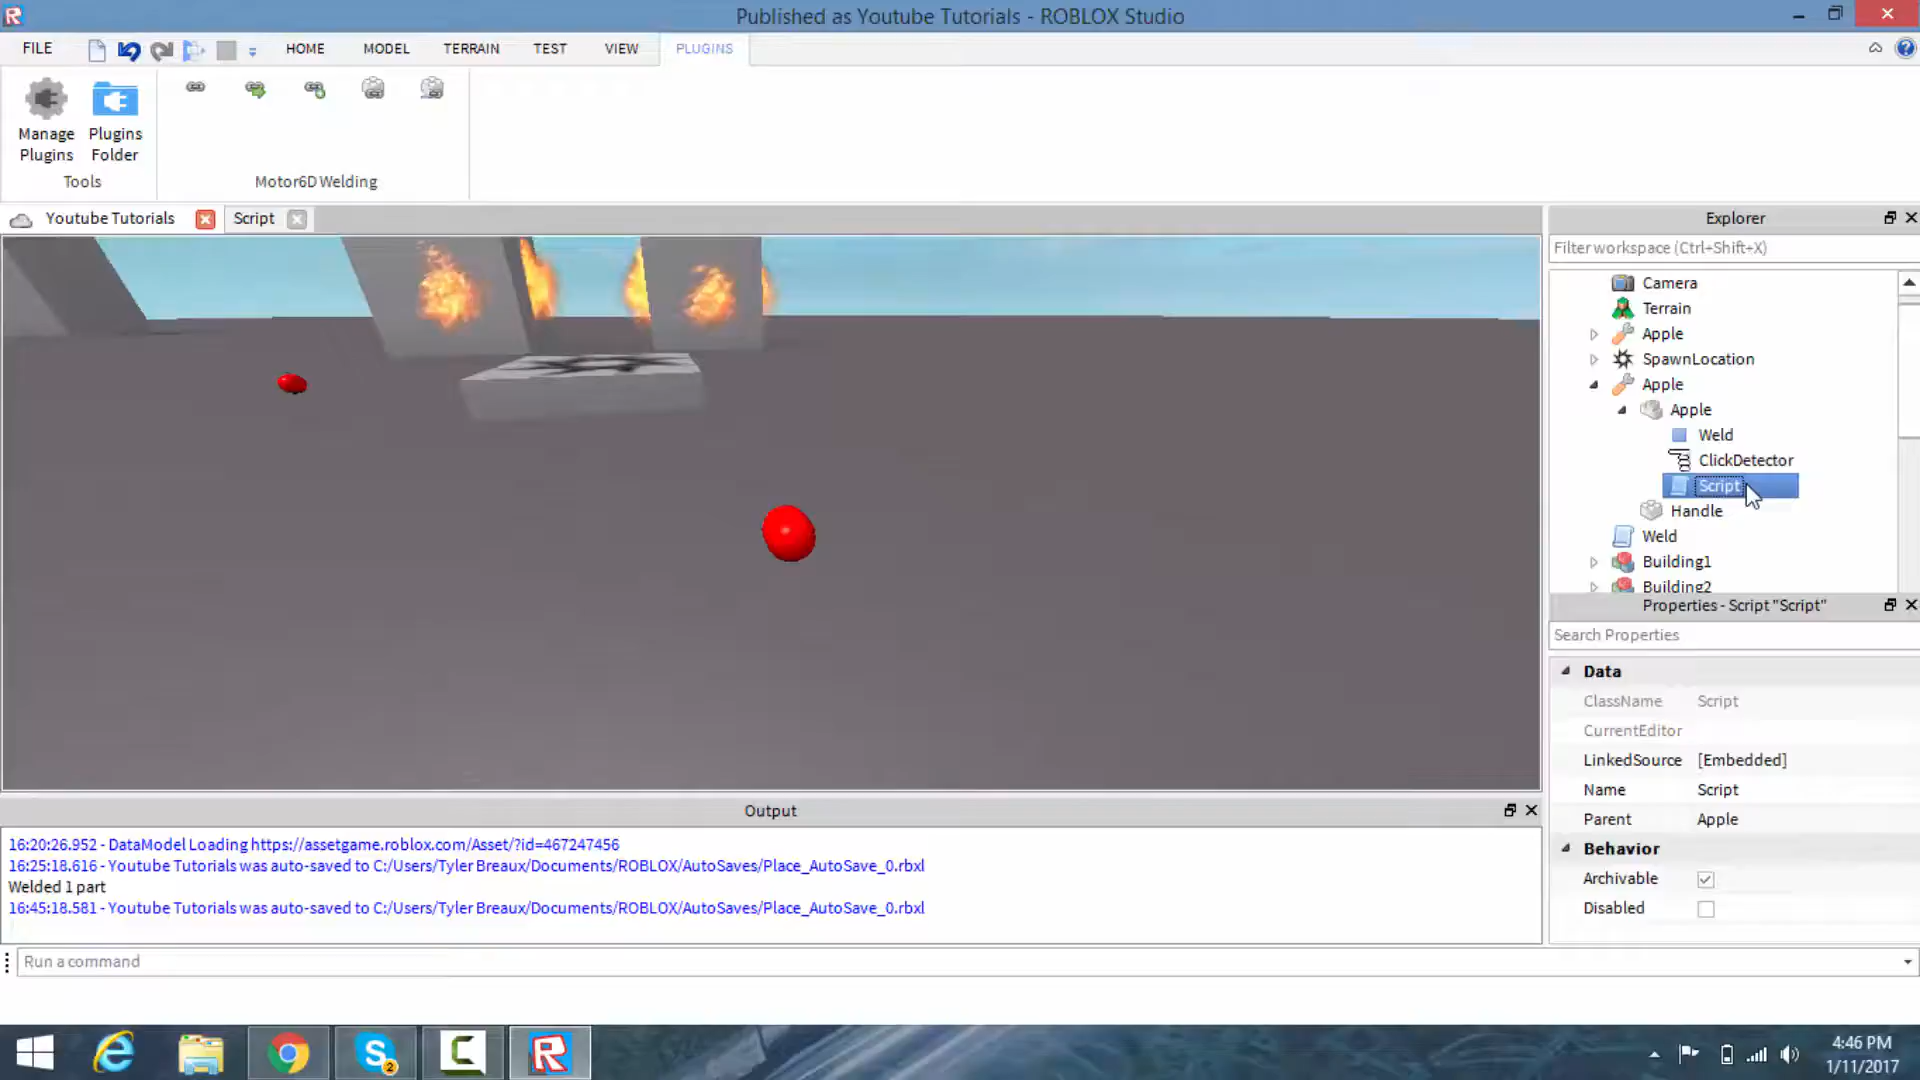 Published as Youtube Tutorials - ROBLOX Studio
FILE
HOME
MODEL
TERRAIN
TEST
VIEW
PLUGINS
Manage
Plugins
Plugins
Folder
Tools
Motor6D Welding
Youtube Tutorials
Script
Explorer
Filter workspace (Ctrl+Shift+X)
Camera
Terrain
Apple
SpawnLocation
Apple
Apple
Weld
ClickDetector
Script
Handle
Weld
Building1
Building2
Properties - Script "Script"
Search Properties
Data
ClassName Script
CurrentEditor
LinkedSource [Embedded]
Name Script
Parent Apple
Behavior
Archivable
Disabled
Output
16:20:26.952 - DataModel Loading https://assetgame.roblox.com/Asset/?id=467247456
16:25:18.616 - Youtube Tutorials was auto-saved to C:/Users/Tyler Breaux/Documents/ROBLOX/AutoSaves/Place_AutoSave_0.rbxl
Welded 1 part
16:45:18.581 - Youtube Tutorials was auto-saved to C:/Users/Tyler Breaux/Documents/ROBLOX/AutoSaves/Place_AutoSave_0.rbxl
Run a command
2
4:46 PM
1/11/2017